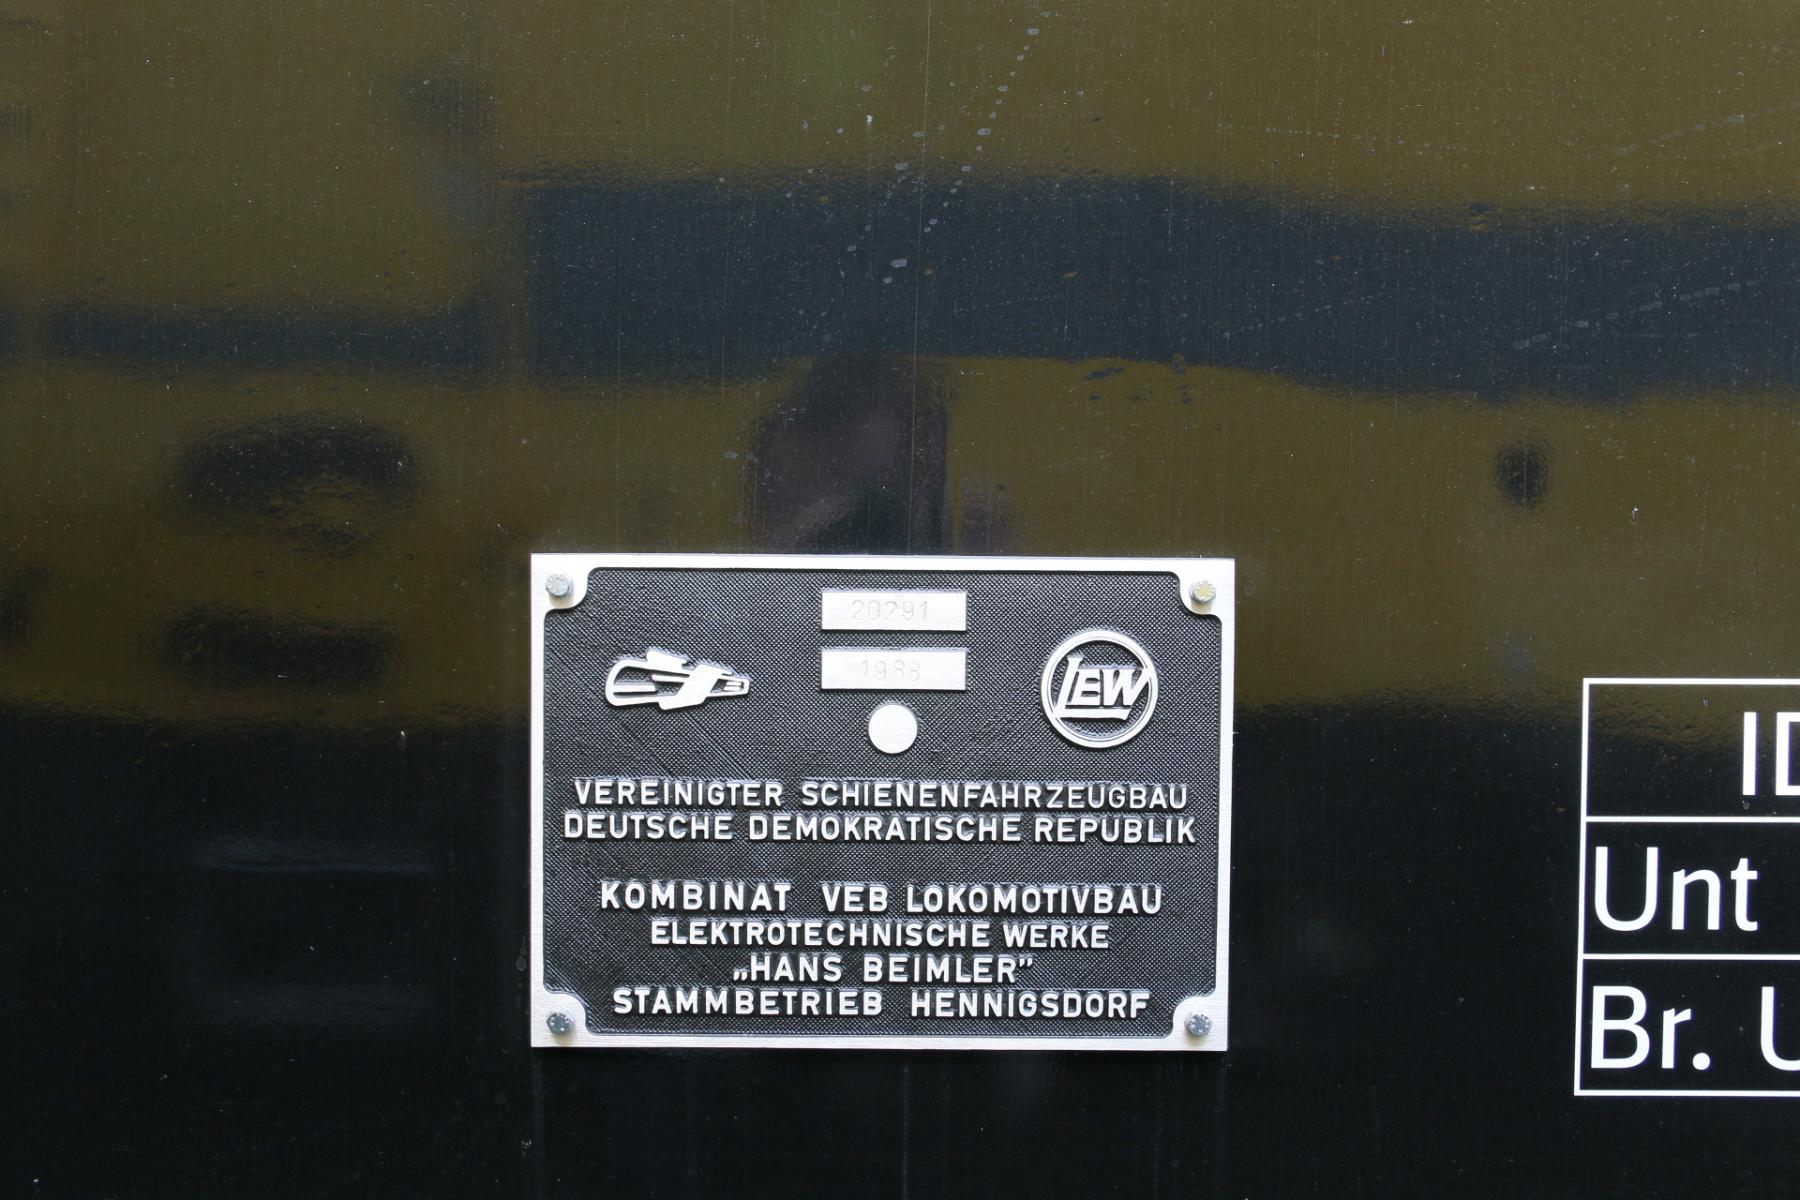 20291
1988
LEW
VEREINIGTER SCHIENENFAHRZEUGBAU
DEUTSCHE DEMOKRATISCHE REPUBLIK
KOMBINAT VEB LOKOMOTIVBAU
ELEKTROTECHNISCHE WERKE
„HANS BEIMLER”
STAMMBETRIEB HENNIGSDORF
Unt
Br.